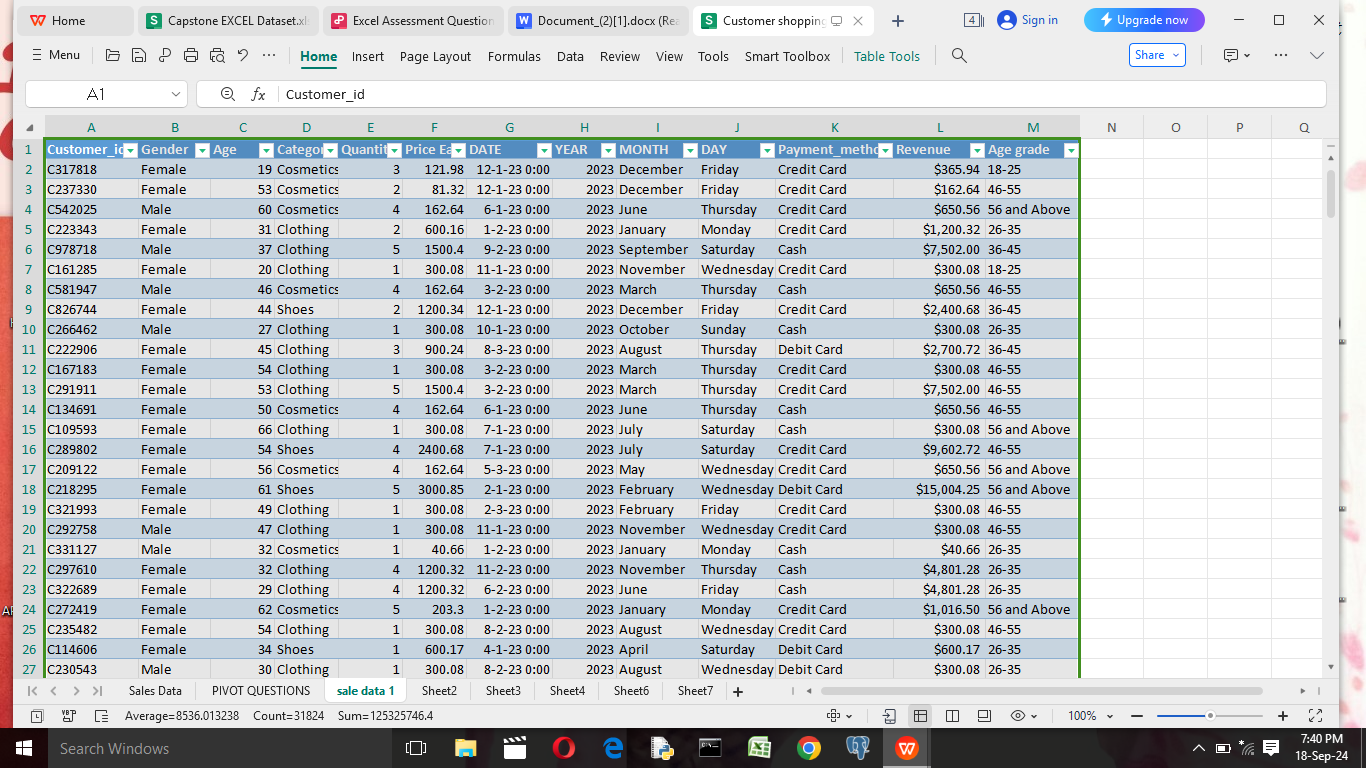 Home Capstone EXCEL Dataset.xl Excel Assessment Question Document_(2)[1].docx (Rea Customer shopping 4 Sign in Upgrade now
Menu Home Insert Page Layout Formulas Data Review View Tools Smart Toolbox Table Tools Share
A1 fx Customer_id
A B C D E F G H I J K L M N O P Q
1 Customer_id Gender Age Categor Quantit Price Ea DATE YEAR MONTH DAY Payment_metho Revenue Age grade
2 C317818 Female 19 Cosmetics 3 121.98 12-1-23 0:00 2023 December Friday Credit Card $365.94 18-25
3 C237330 Female 53 Cosmetics 2 81.32 12-1-23 0:00 2023 December Friday Credit Card $162.64 46-55
4 C542025 Male 60 Cosmetics 4 162.64 6-1-23 0:00 2023 June Thursday Credit Card $650.56 56 and Above
5 C223343 Female 31 Clothing 2 600.16 1-2-23 0:00 2023 January Monday Credit Card $1,200.32 26-35
6 C978718 Male 37 Clothing 5 1500.4 9-2-23 0:00 2023 September Saturday Cash $7,502.00 36-45
7 C161285 Female 20 Clothing 1 300.08 11-1-23 0:00 2023 November Wednesday Credit Card $300.08 18-25
8 C581947 Male 46 Cosmetics 4 162.64 3-2-23 0:00 2023 March Thursday Cash $650.56 46-55
9 C826744 Female 44 Shoes 2 1200.34 12-1-23 0:00 2023 December Friday Credit Card $2,400.68 36-45
10 C266462 Male 27 Clothing 1 300.08 10-1-23 0:00 2023 October Sunday Cash $300.08 26-35
11 C222906 Female 45 Clothing 3 900.24 8-3-23 0:00 2023 August Thursday Debit Card $2,700.72 36-45
12 C167183 Female 54 Clothing 1 300.08 3-2-23 0:00 2023 March Thursday Credit Card $300.08 46-55
13 C291911 Female 53 Clothing 5 1500.4 3-2-23 0:00 2023 March Thursday Credit Card $7,502.00 46-55
14 C134691 Female 50 Cosmetics 4 162.64 6-1-23 0:00 2023 June Thursday Cash $650.56 46-55
15 C109593 Female 66 Clothing 1 300.08 7-1-23 0:00 2023 July Saturday Cash $300.08 56 and Above
16 C289802 Female 54 Shoes 4 2400.68 7-1-23 0:00 2023 July Saturday Credit Card $9,602.72 46-55
17 C209122 Female 56 Cosmetics 4 162.64 5-3-23 0:00 2023 May Wednesday Credit Card $650.56 56 and Above
18 C218295 Female 61 Shoes 5 3000.85 2-1-23 0:00 2023 February Wednesday Debit Card $15,004.25 56 and Above
19 C321993 Female 49 Clothing 1 300.08 2-3-23 0:00 2023 February Friday Credit Card $300.08 46-55
20 C292758 Male 47 Clothing 1 300.08 11-1-23 0:00 2023 November Wednesday Credit Card $300.08 46-55
21 C331127 Male 32 Cosmetics 1 40.66 1-2-23 0:00 2023 January Monday Cash $40.66 26-35
22 C297610 Female 32 Clothing 4 1200.32 11-2-23 0:00 2023 November Thursday Cash $4,801.28 26-35
23 C322689 Female 29 Clothing 4 1200.32 6-2-23 0:00 2023 June Friday Cash $4,801.28 26-35
24 C272419 Female 62 Cosmetics 5 203.3 1-2-23 0:00 2023 January Monday Credit Card $1,016.50 56 and Above
25 C235482 Female 54 Clothing 1 300.08 8-2-23 0:00 2023 August Wednesday Credit Card $300.08 46-55
26 C114606 Female 34 Shoes 1 600.17 4-1-23 0:00 2023 April Saturday Debit Card $600.17 26-35
27 C230543 Male 30 Clothing 1 300.08 8-2-23 0:00 2023 August Wednesday Debit Card $300.08 26-35
Sales Data PIVOT QUESTIONS sale data 1 Sheet2 Sheet3 Sheet4 Sheet6 Sheet7
Average=8536.013238 Count=31824 Sum=125325746.4 100%
Search Windows 7:40 PM
18-Sep-24